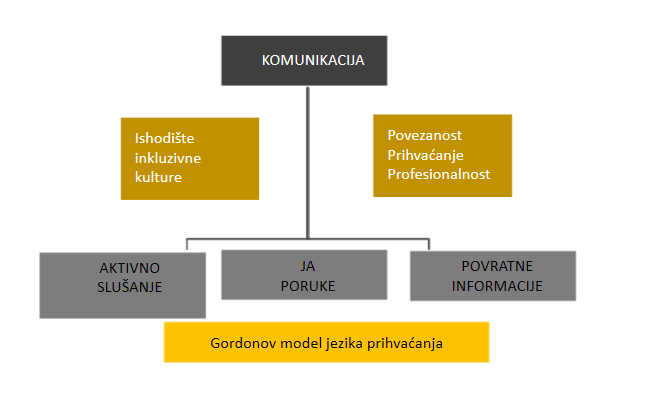 KOMUNIKACIJA
Ishodište
inkluzivne
kulture
Povezanost
Prihvaćanje
Profesionalnost
AKTIVNO
SLUŠANJE
JA
PORUKE
POVRATNE
INFORMACIJE
Gordonov model jezika prihvaćanja